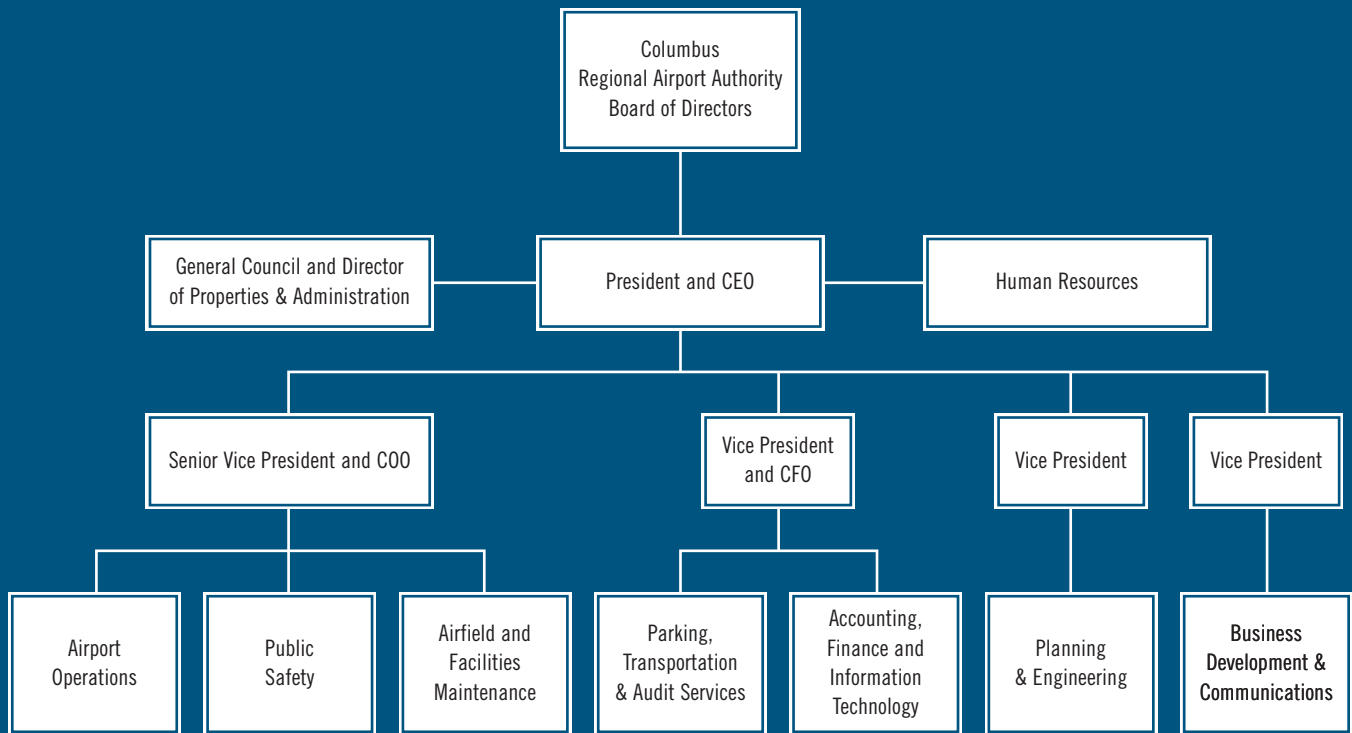 Columbus
Regional Airport Authority
Board of Directors
General Council and Director
of Properties & Administration
President and CEO
Human Resources
Senior Vice President and COO
Vice President
and CFO
Vice President
Vice President
Airport
Operations
Public
Safety
Airfield and
Facilities
Maintenance
Parking,
Transportation
& Audit Services
Accounting,
Finance and
Information
Technology
Planning
& Engineering
Business
Development &
Communications